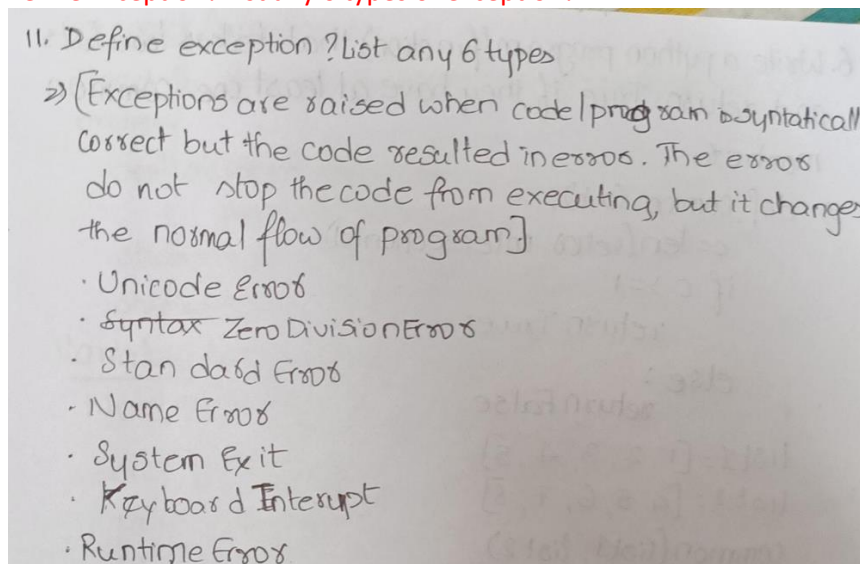 11. Define exception ? List any 6 types
⇒ [Exceptions are raised when code/program is syntaticall
correct but the code resulted in error. The error
do not stop the code from executing, but it changes
the normal flow of program]
· Unicode Error
· Syntax ZeroDivisionError
· Standard Error
· Name Error
· System Exit
· Keyboard Interupt
· Runtime Error